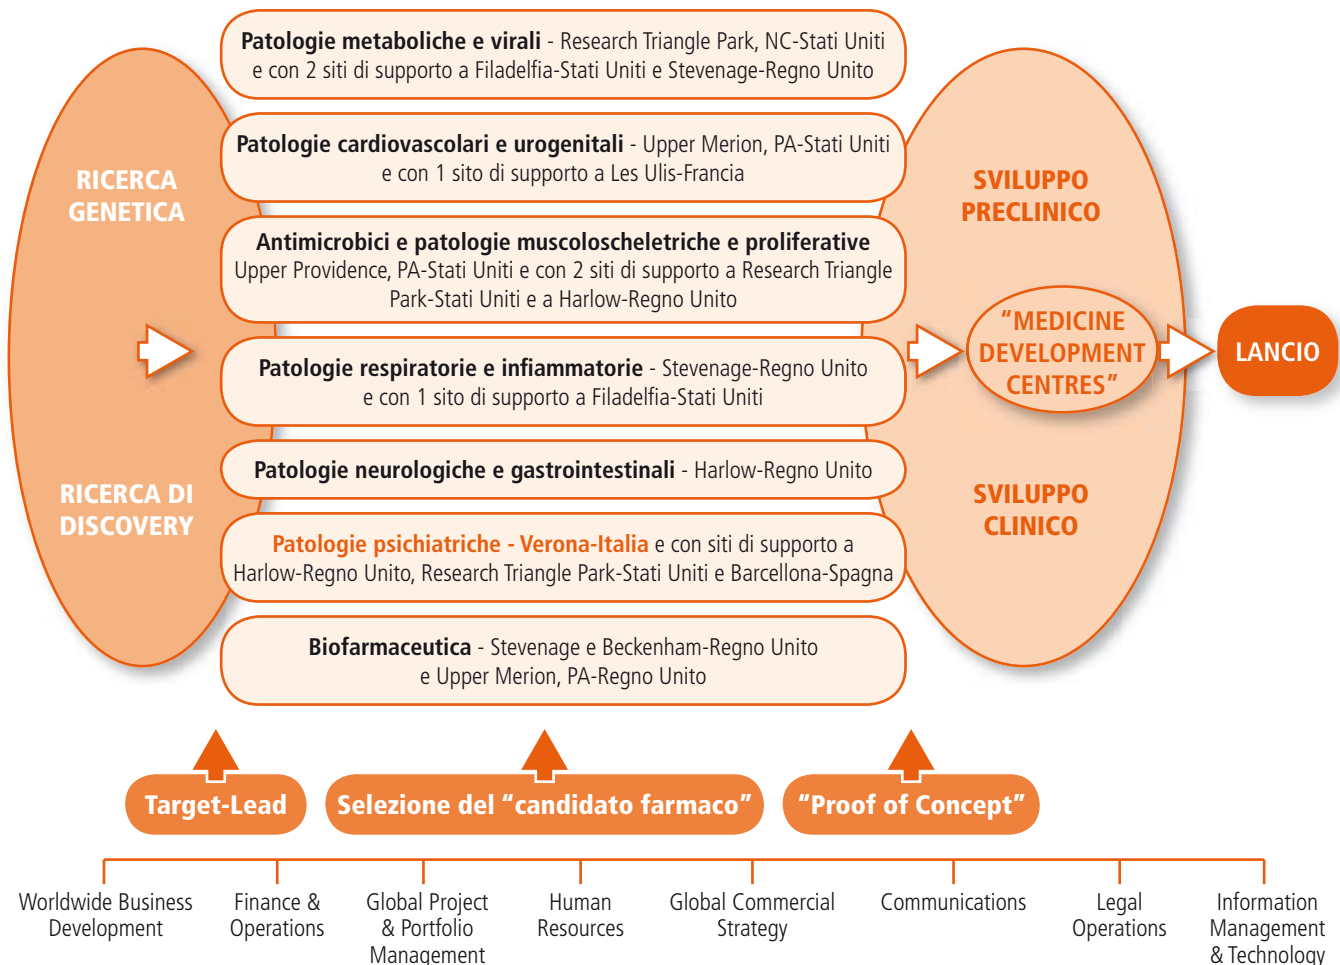 Patologie metaboliche e virali - Research Triangle Park, NC-Stati Uniti
e con 2 siti di supporto a Filadelfia-Stati Uniti e Stevenage-Regno Unito
Patologie cardiovascolari e urogenitali - Upper Merion, PA-Stati Uniti
e con 1 sito di supporto a Les Ulis-Francia
RICERCA
GENETICA
SVILUPPO
PRECLINICO
Antimicrobici e patologie muscoloscheletriche e proliferative
Upper Providence, PA-Stati Uniti e con 2 siti di supporto a Research Triangle
Park-Stati Uniti e a Harlow-Regno Unito
"MEDICINE
DEVELOPMENT
CENTRES"
LANCIO
Patologie respiratorie e infiammatorie - Stevenage-Regno Unito
e con 1 sito di supporto a Filadelfia-Stati Uniti
Patologie neurologiche e gastrointestinali - Harlow-Regno Unito
RICERCA DI
DISCOVERY
SVILUPPO
CLINICO
Patologie psichiatriche - Verona-Italia e con siti di supporto a
Harlow-Regno Unito, Research Triangle Park-Stati Uniti e Barcellona-Spagna
Biofarmaceutica - Stevenage e Beckenham-Regno Unito
e Upper Merion, PA-Regno Unito
Target-Lead
Selezione del "candidato farmaco"
"Proof of Concept"
Worldwide Business
Development
Finance &
Operations
Global Project
& Portfolio
Management
Human
Resources
Global Commercial
Strategy
Communications
Legal
Operations
Information
Management
& Technology